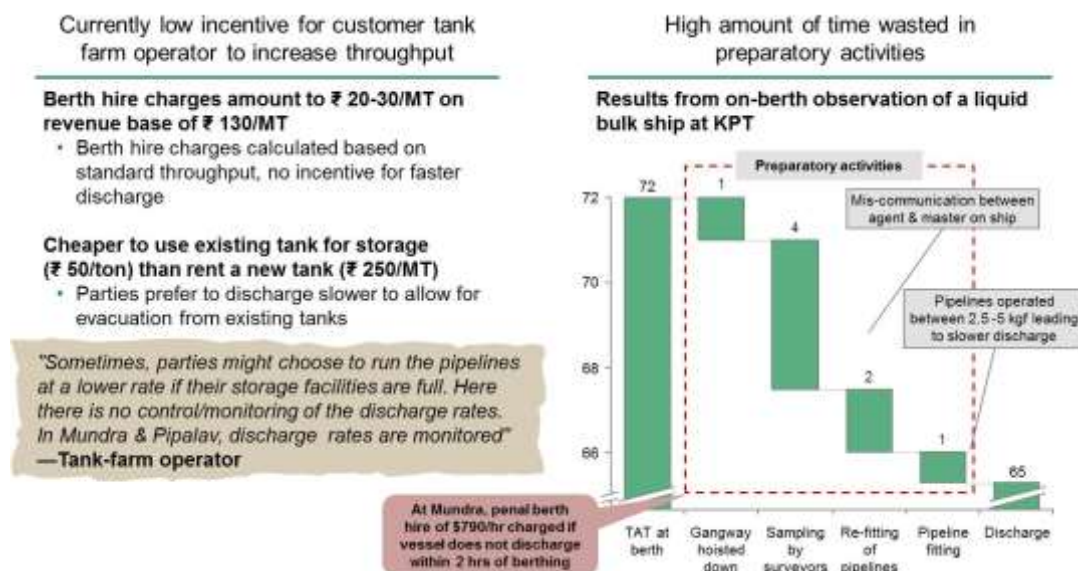 Currently low incentive for customer tank
farm operator to increase throughput
Berth hire charges amount to ₹ 20-30/MT on
revenue base of ₹ 130/MT
• Berth hire charges calculated based on
standard throughput, no incentive for faster
discharge
Cheaper to use existing tank for storage
(₹ 50/ton) than rent a new tank (₹ 250/MT)
• Parties prefer to discharge slower to allow for
evacuation from existing tanks
"Sometimes, parties might choose to run the pipelines
at a lower rate if their storage facilities are full. Here
there is no control/monitoring of the discharge rates.
In Mundra & Pipalav, discharge rates are monitored"
—Tank-farm operator
At Mundra, penal berth
hire of $790/hr charged if
vessel does not discharge
within 2 hrs of berthing
High amount of time wasted in
preparatory activities
Results from on-berth observation of a liquid
bulk ship at KPT
Preparatory activities
72
70
68
66
72
1
4
2
1
65
Mis-communication between
agent & master on ship
Pipelines operated
between 2.5-5 kgf leading
to slower discharge
TAT at
berth
Gangway
hoisted
down
Sampling
by
surveyors
Re-fitting
of
pipelines
Pipeline
fitting
Discharge